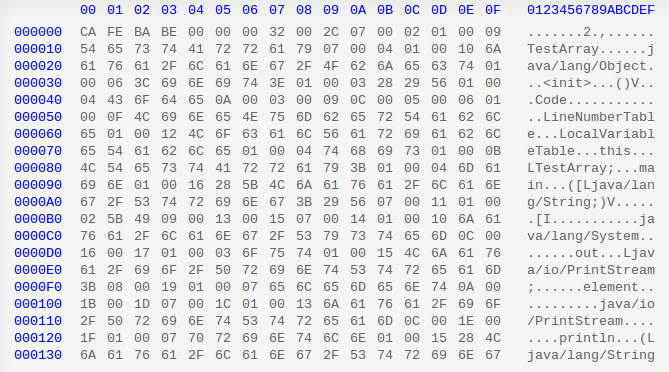 00 01 02 03 04 05 06 07 08 09 0A 0B 0C 0D 0E 0F 0123456789ABCDEF
000000 CA FE BA BE 00 00 00 32 00 2C 07 00 02 01 00 09 .......2.,......
000010 54 65 73 74 41 72 72 61 79 07 00 04 01 00 10 6A TestArray......j
000020 61 76 61 2F 6C 61 6E 67 2F 4F 62 6A 65 63 74 01 ava/lang/Object.
000030 00 06 3C 69 6E 69 74 3E 01 00 03 28 29 56 01 00 ..<init>...()V..
000040 04 43 6F 64 65 0A 00 03 00 09 0C 00 05 00 06 01 .Code...........
000050 00 0F 4C 69 6E 65 4E 75 6D 62 65 72 54 61 62 6C ..LineNumberTabl
000060 65 01 00 12 4C 6F 63 61 6C 56 61 72 69 61 62 6C e...LocalVariabl
000070 65 54 61 62 6C 65 01 00 04 74 68 69 73 01 00 0B eTable...this...
000080 4C 54 65 73 74 41 72 72 61 79 3B 01 00 04 6D 61 LTestArray;...ma
000090 69 6E 01 00 16 28 5B 4C 6A 61 76 61 2F 6C 61 6E in...([Ljava/lan
0000A0 67 2F 53 74 72 69 6E 67 3B 29 56 07 00 11 01 00 g/String;)V.....
0000B0 02 5B 49 09 00 13 00 15 07 00 14 01 00 10 6A 61 .[I...........ja
0000C0 76 61 2F 6C 61 6E 67 2F 53 79 73 74 65 6D 0C 00 va/lang/System..
0000D0 16 00 17 01 00 03 6F 75 74 01 00 15 4C 6A 61 76 ......out...Ljav
0000E0 61 2F 69 6F 2F 50 72 69 6E 74 53 74 72 65 61 6D a/io/PrintStream
0000F0 3B 08 00 19 01 00 07 65 6C 65 6D 65 6E 74 0A 00 ;......element..
000100 1B 00 1D 07 00 1C 01 00 13 6A 61 76 61 2F 69 6F .........java/io
000110 2F 50 72 69 6E 74 53 74 72 65 61 6D 0C 00 1E 00 /PrintStream....
000120 1F 01 00 07 70 72 69 6E 74 6C 6E 01 00 15 28 4C ....println...(L
000130 6A 61 76 61 2F 6C 61 6E 67 2F 53 74 72 69 6E 67 java/lang/String